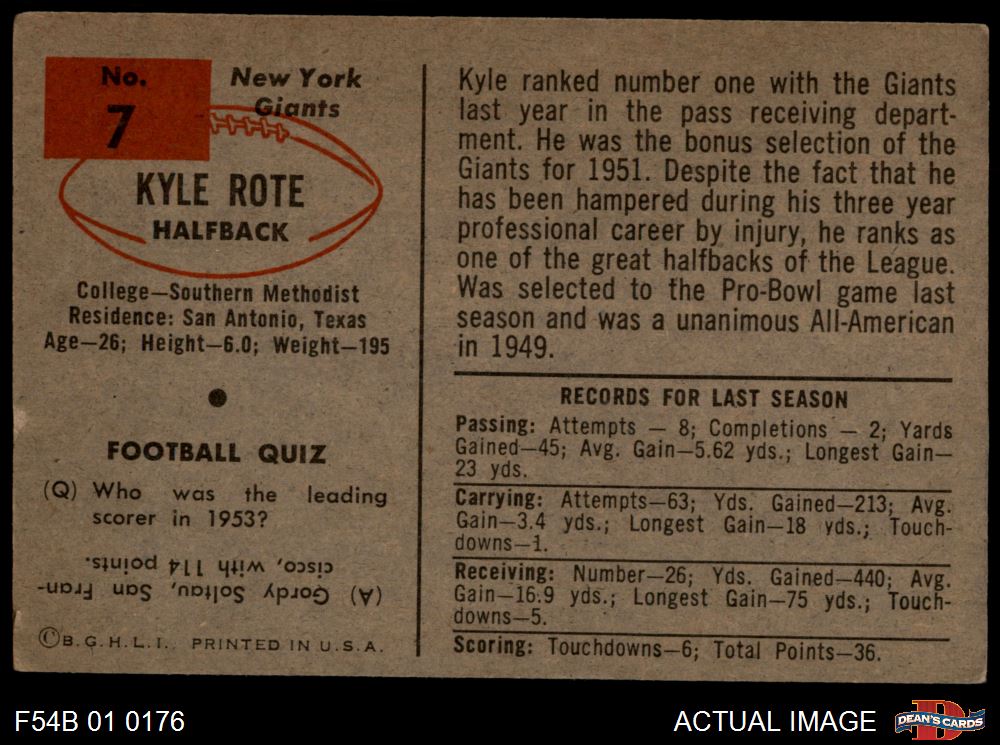 No.
7
New York
Giants
KYLE ROTE
HALFBACK
College—Southern Methodist
Residence: San Antonio, Texas
Age—26; Height—6.0; Weight—195
FOOTBALL QUIZ
(Q) Who was the leading
scorer in 1953?
(A) Gordy Soltau, San Fran-
cisco, with 114 points.
©B.G.H.L.I. PRINTED IN U.S.A.
Kyle ranked number one with the Giants
last year in the pass receiving depart-
ment. He was the bonus selection of the
Giants for 1951. Despite the fact that he
has been hampered during his three year
professional career by injury, he ranks as
one of the great halfbacks of the League.
Was selected to the Pro-Bowl game last
season and was a unanimous All-American
in 1949.
RECORDS FOR LAST SEASON
Passing: Attempts — 8; Completions — 2; Yards
Gained—45; Avg. Gain—5.62 yds.; Longest Gain—
23 yds.
Carrying: Attempts—63; Yds. Gained—213; Avg.
Gain—3.4 yds.; Longest Gain—18 yds.; Touch-
downs—1.
Receiving: Number—26; Yds. Gained—440; Avg.
Gain—16.9 yds.; Longest Gain—75 yds.; Touch-
downs—5.
Scoring: Touchdowns—6; Total Points—36.
F54B 01 0176
ACTUAL IMAGE
D
DEAN'S CARDS